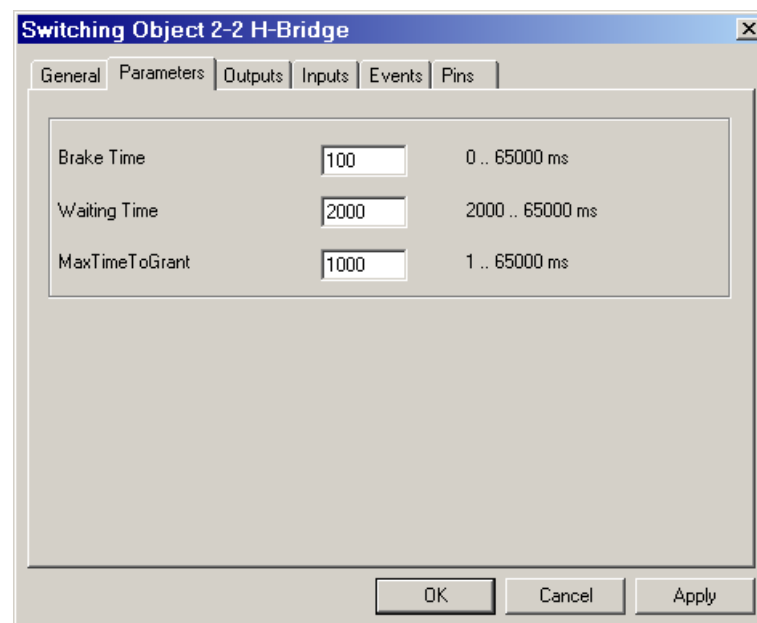 Switching Object 2-2 H-Bridge
General Parameters Outputs Inputs Events Pins
Brake Time 100 0 .. 65000 ms
Waiting Time 2000 2000 .. 65000 ms
MaxTimeToGrant 1000 1 .. 65000 ms
OK Cancel Apply